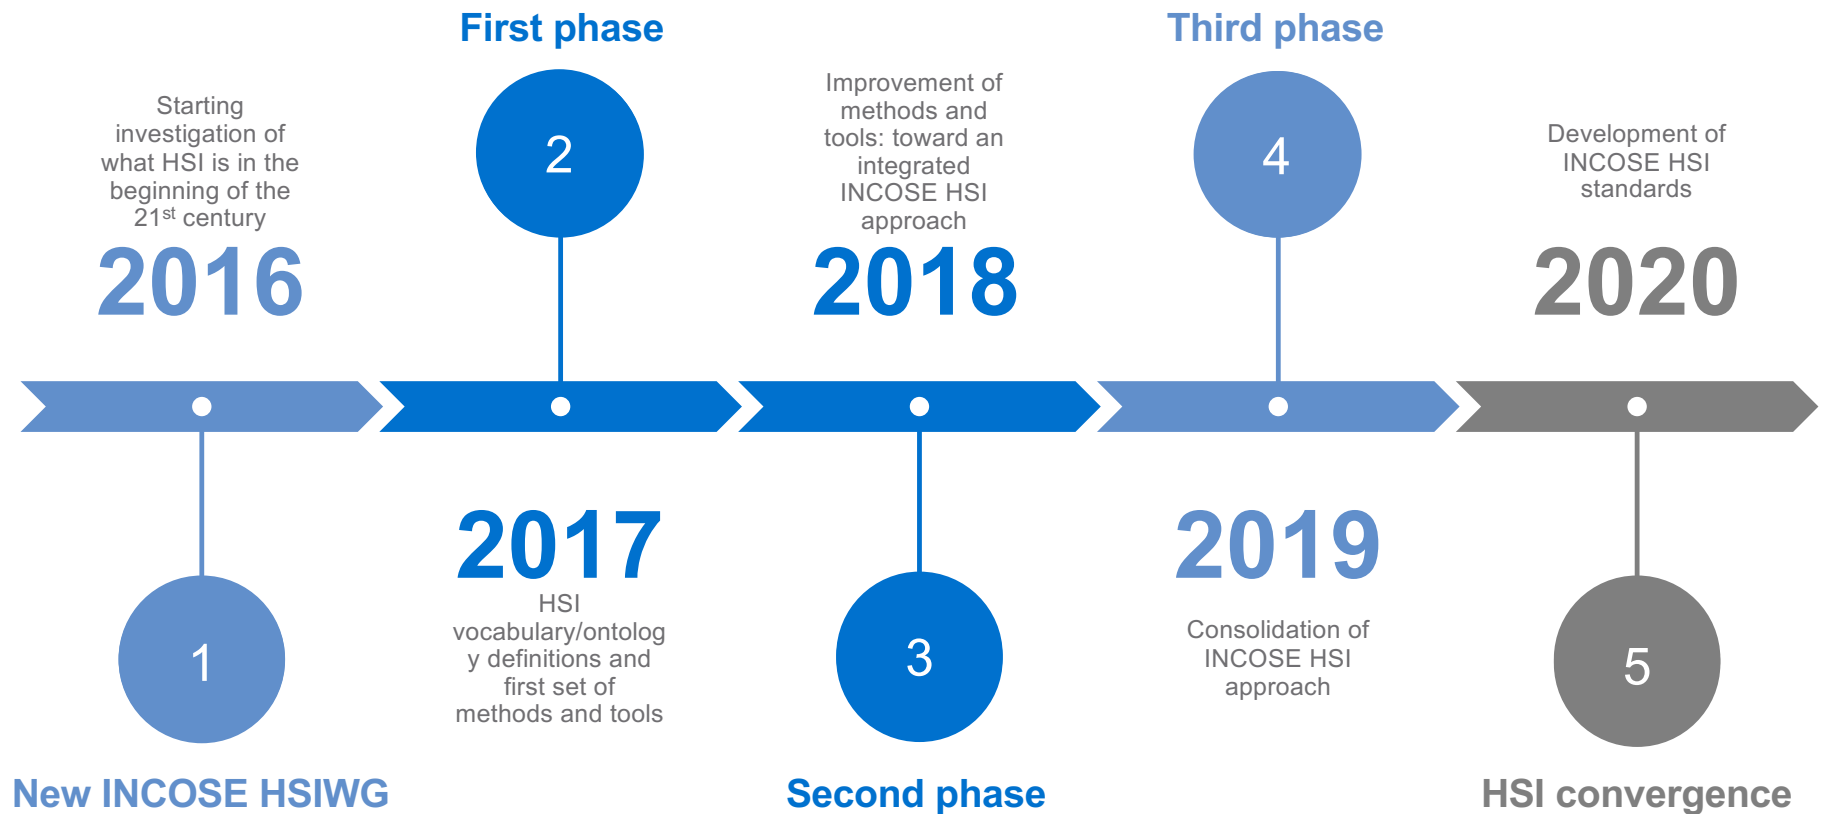 First phase
Third phase
Starting
investigation of
what HSI is in the
beginning of the
21st century
2016
2
Improvement of
methods and
tools: toward an
integrated
INCOSE HSI
approach
2018
4
Development of
INCOSE HSI
standards
2020
1
New INCOSE HSIWG
2017
HSI
vocabulary/ontolog
y definitions and
first set of
methods and tools
3
Second phase
2019
Consolidation of
INCOSE HSI
approach
5
HSI convergence